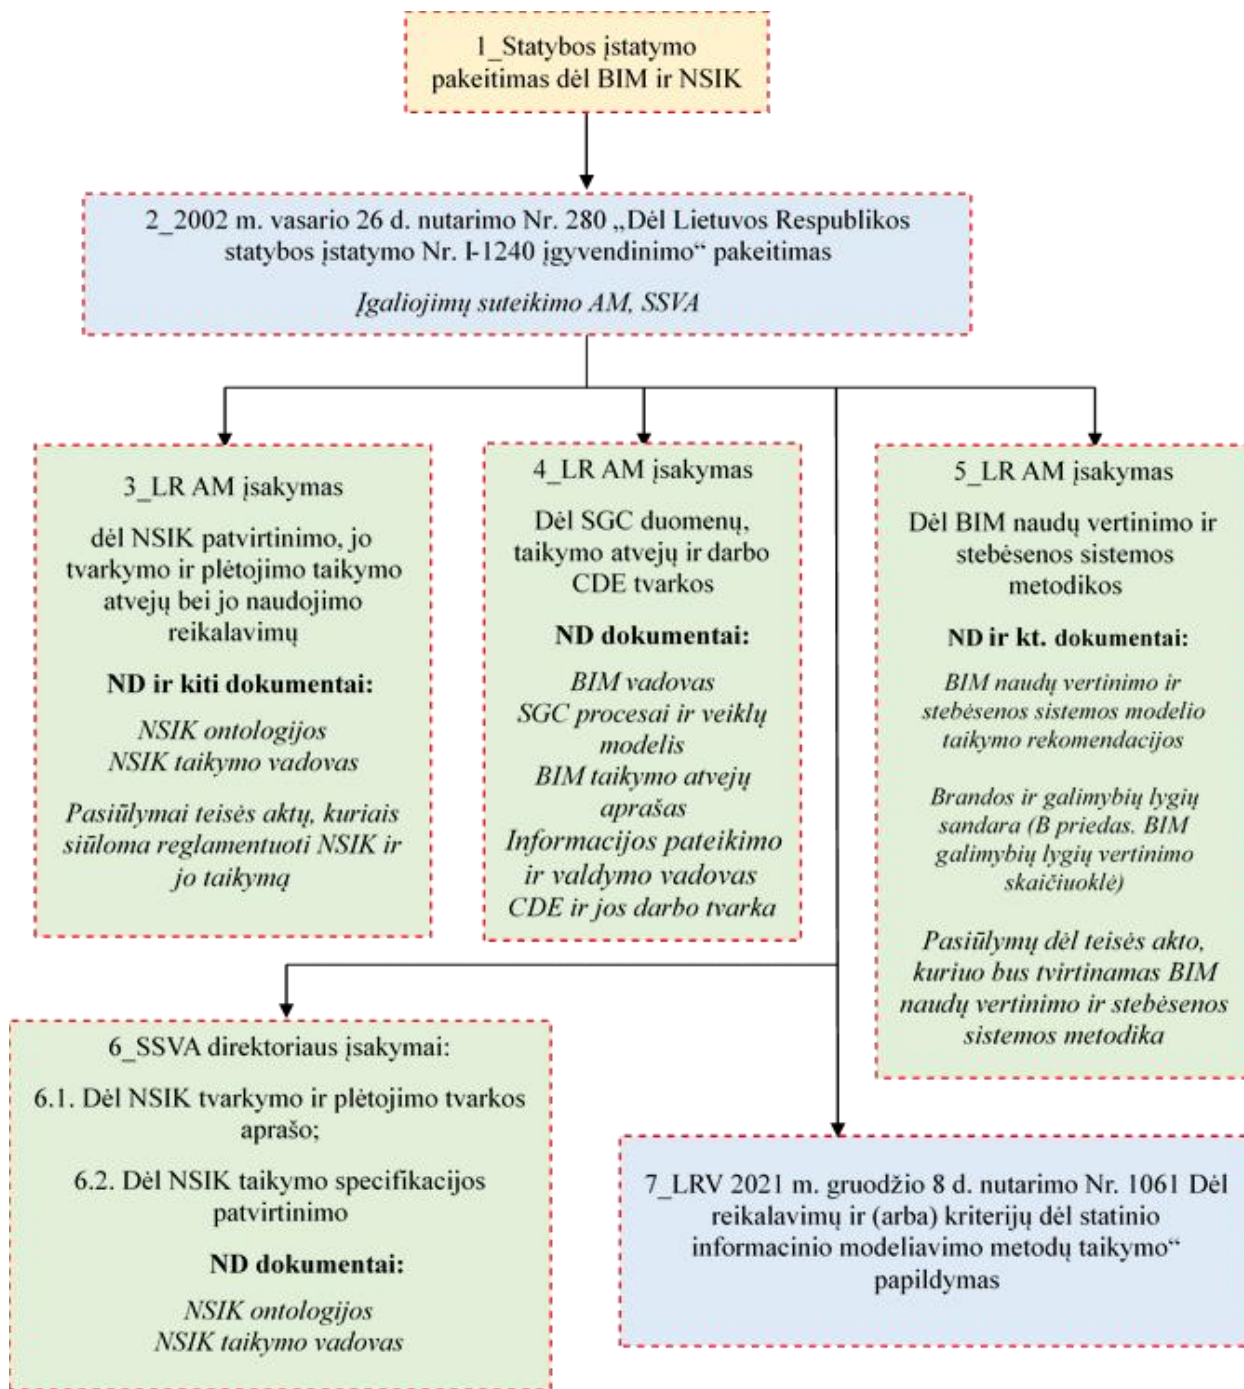 1_Statybos įstatymo
pakeitimas dėl BIM ir NSIK
2_2002 m. vasario 26 d. nutarimo Nr. 280 „Dėl Lietuvos Respublikos
statybos įstatymo Nr. I-1240 įgyvendinimo“ pakeitimas
Įgaliojimų suteikimo AM, SSVA
3_LR AM įsakymas
dėl NSIK patvirtinimo, jo
tvarkymo ir plėtojimo taikymo
atvejų bei jo naudojimo
reikalavimų
ND ir kiti dokumentai:
NSIK ontologijos
NSIK taikymo vadovas
Pasiūlymai teisės aktų, kuriais
siūloma reglamentuoti NSIK ir
jo taikymą
4_LR AM įsakymas
Dėl SGC duomenų,
taikymo atvejų ir darbo
CDE tvarkos
ND dokumentai:
BIM vadovas
SGC procesai ir veiklų
modelis
BIM taikymo atvejų
aprašas
Informacijos pateikimo
ir valdymo vadovas
CDE ir jos darbo tvarka
5_LR AM įsakymas
Dėl BIM naudų vertinimo ir
stebėsenos sistemos
metodikos
ND ir kt. dokumentai:
BIM naudų vertinimo ir
stebėsenos sistemos modelio
taikymo rekomendacijos
Brandos ir galimybių lygių
sandara (B priedas. BIM
galimybių lygių vertinimo
skaičiuoklė)
Pasiūlymų dėl teisės akto,
kuriuo bus tvirtinamas BIM
naudų vertinimo ir stebėsenos
sistemos metodika
6_SSVA direktoriaus įsakymai:
6.1. Dėl NSIK tvarkymo ir plėtojimo tvarkos
aprašo;
6.2. Dėl NSIK taikymo specifikacijos
patvirtinimo
ND dokumentai:
NSIK ontologijos
NSIK taikymo vadovas
7_LRV 2021 m. gruodžio 8 d. nutarimo Nr. 1061 Dėl
reikalavimų ir (arba) kriterijų dėl statinio
informacinio modeliavimo metodų taikymo“
papildymas